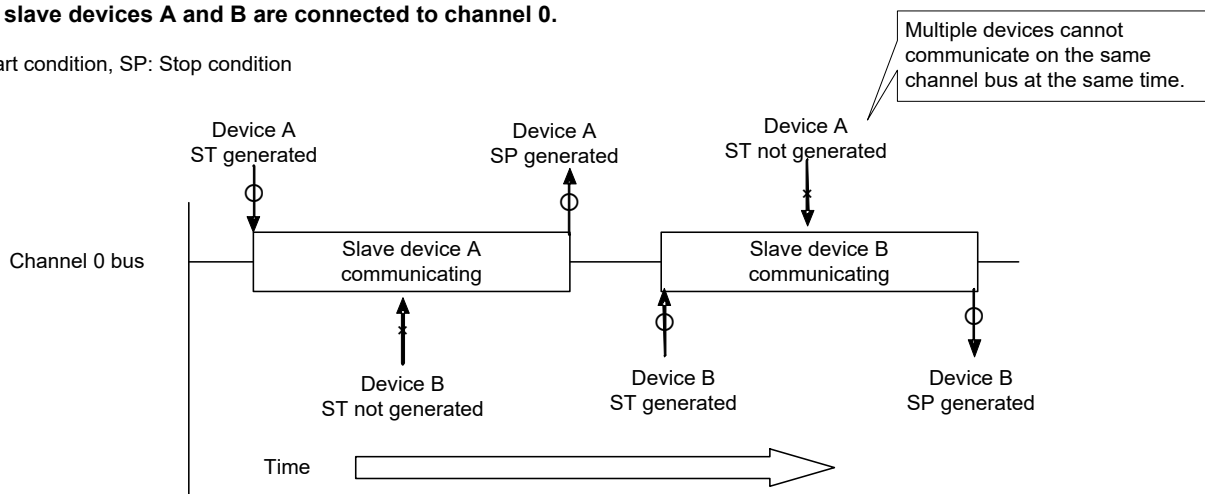 slave devices A and B are connected to channel 0.
art condition, SP: Stop condition
Multiple devices cannot
communicate on the same
channel bus at the same time.
Device A
ST generated
Device A
SP generated
Device A
ST not generated
Channel 0 bus
Slave device A
communicating
Slave device B
communicating
Device B
ST not generated
Device B
ST generated
Device B
SP generated
Time